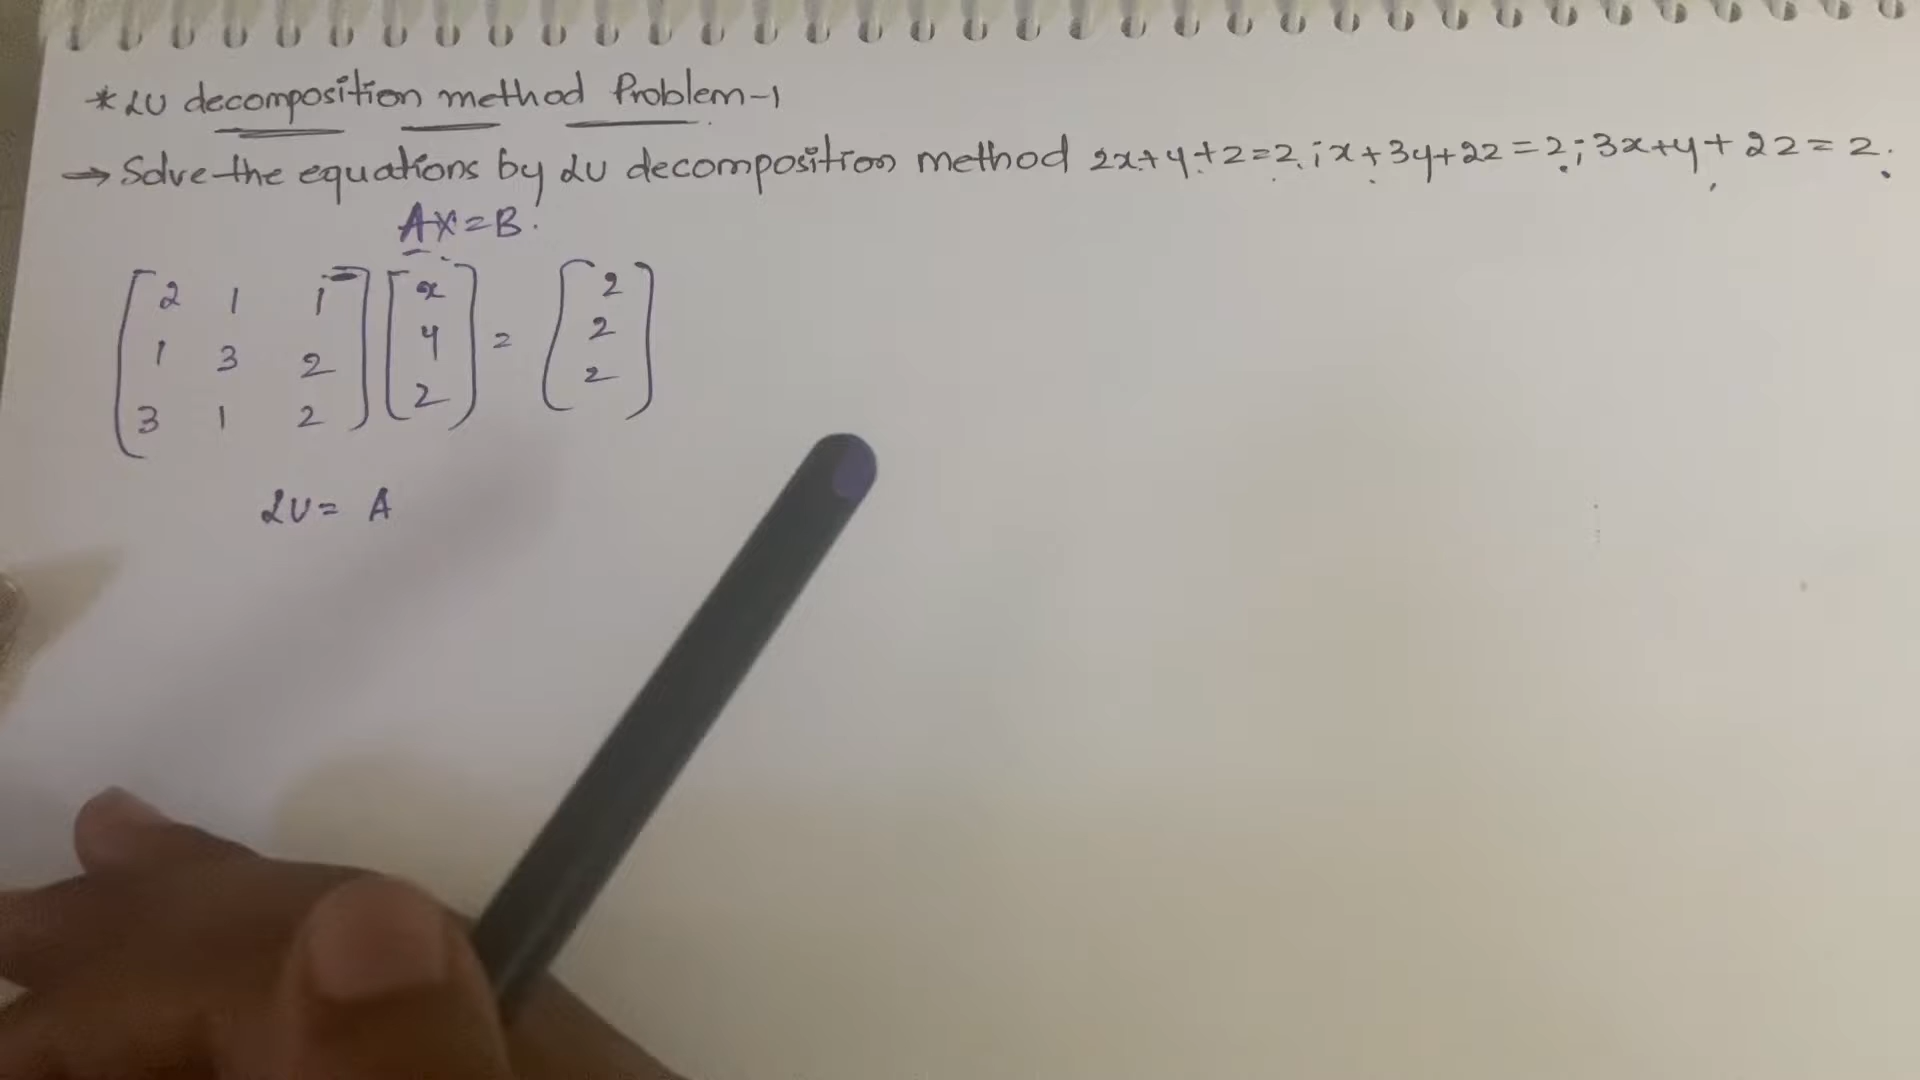 * LU decomposition method Problem-1
→ Solve the equations by LU decomposition method 2x+y+z=2; x+3y+2z=2; 3x+y+2z=2.
AX=B.
[2 1 1] [x] = [2]
[1 3 2] [y] [2]
[3 1 2] [z] [2]
LU= A